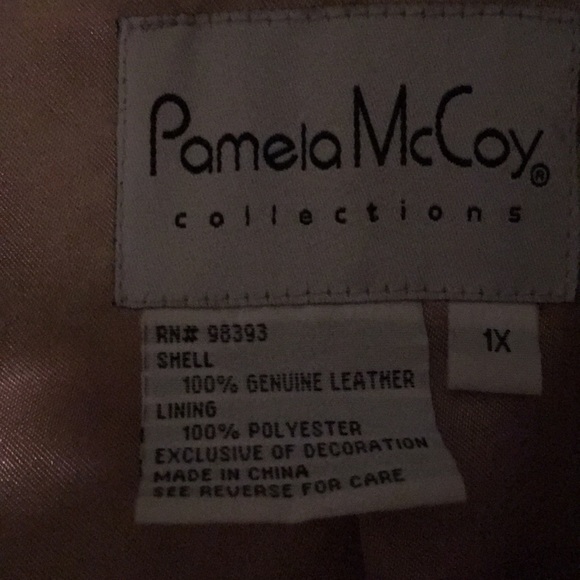 Pamela McCoy®
collections
RN# 98393
SHELL
100% GENUINE LEATHER
LINING
100% POLYESTER
EXCLUSIVE OF DECORATION
MADE IN CHINA
SEE REVERSE FOR CARE
1X